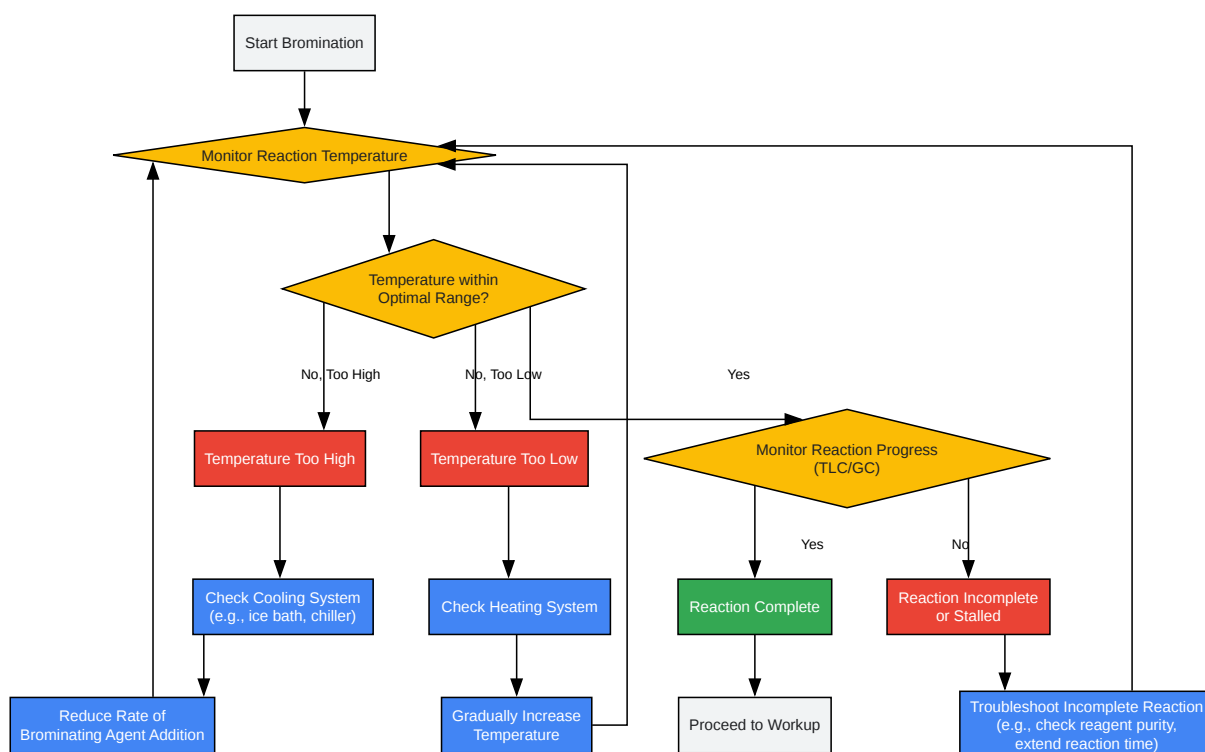 Start Bromination
Monitor Reaction Temperature
Temperature within
Optimal Range?
No, Too High
No, Too Low
Yes
Temperature Too High
Temperature Too Low
Monitor Reaction Progress
(TLC/GC)
Yes
No
Check Cooling System
(e.g., ice bath, chiller)
Check Heating System
Reaction Complete
Reaction Incomplete
or Stalled
Reduce Rate of
Brominating Agent Addition
Gradually Increase
Temperature
Proceed to Workup
Troubleshoot Incomplete Reaction
(e.g., check reagent purity,
extend reaction time)